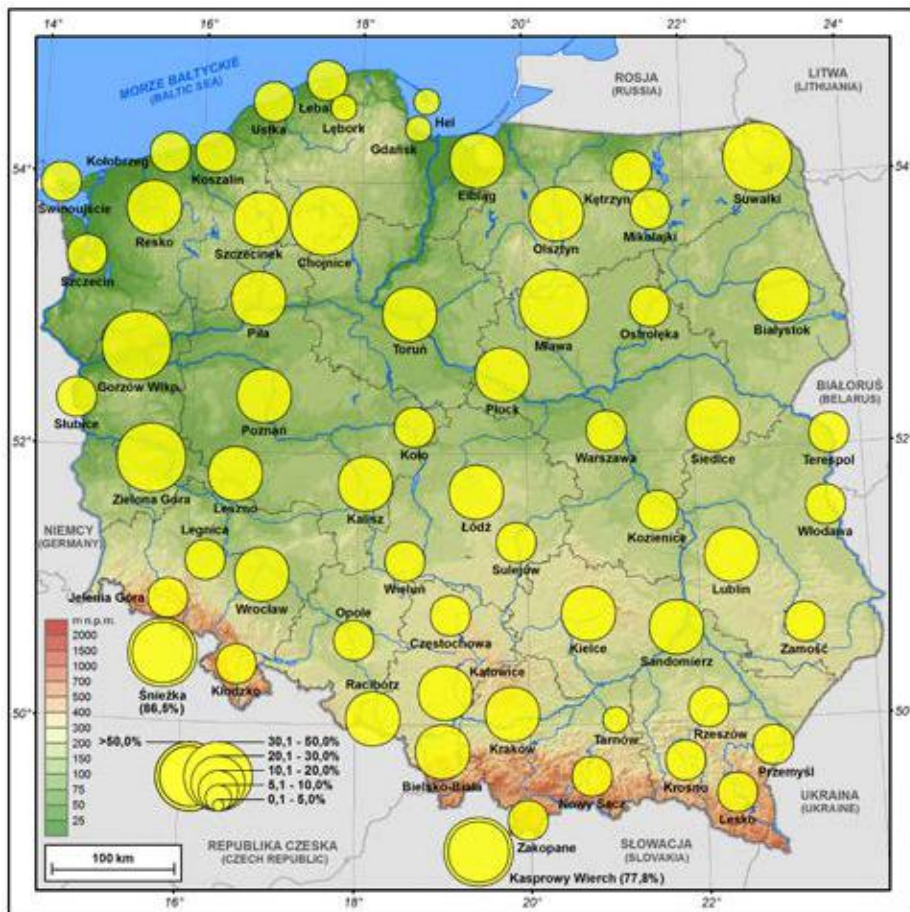 14° 16° 18° 20° 22° 24°
MORZE BAŁTYCKIE
(BALTIC SEA)
ROSJA
(RUSSIA)
LITWA
(LITHUANIA)
Łeba
Hel
Ustka
Lębork
Gdańsk
Kołobrzeg
Koszalin
54°
54°
Elbląg
Kętrzyn
Suwałki
Świnoujście
Resko
Szczecinek
Chojnice
Olsztyn
Mikołajki
Szczecin
Piła
Toruń
Mława
Ostrołęka
Białystok
Gorzów Wlkp.
Płock
BIAŁORUŚ
(BELARUS)
Słubice
Poznań
Koło
Warszawa
Siedlce
Terespol
52°
52°
Zielona Góra
Leszno
Kalisz
Łódź
Kozienice
Włodawa
NIEMCY
(GERMANY)
Legnica
Wieluń
Sulejów
Lublin
Jelenia Góra
Wrocław
Opole
Częstochowa
Kielce
Sandomierz
Zamość
m n.p.m.
2000
1500
1000
700
500
400
300
200
150
100
75
50
25
Śnieżka
(86,5%)
Kłodzko
Racibórz
Katowice
50°
50°
Kraków
Tarnów
Rzeszów
Przemyśl
Bielsko-Biała
Nowy Sącz
Krosno
Lesko
UKRAINA
(UKRAINE)
>50,0%
30,1 - 50,0%
20,1 - 30,0%
10,1 - 20,0%
5,1 - 10,0%
0,1 - 5,0%
Zakopane
Kasprowy Wierch (77,8%)
REPUBLIKA CZESKA
(CZECH REPUBLIC)
SŁOWACJA
(SLOVAKIA)
100 km
16° 18° 20° 22°